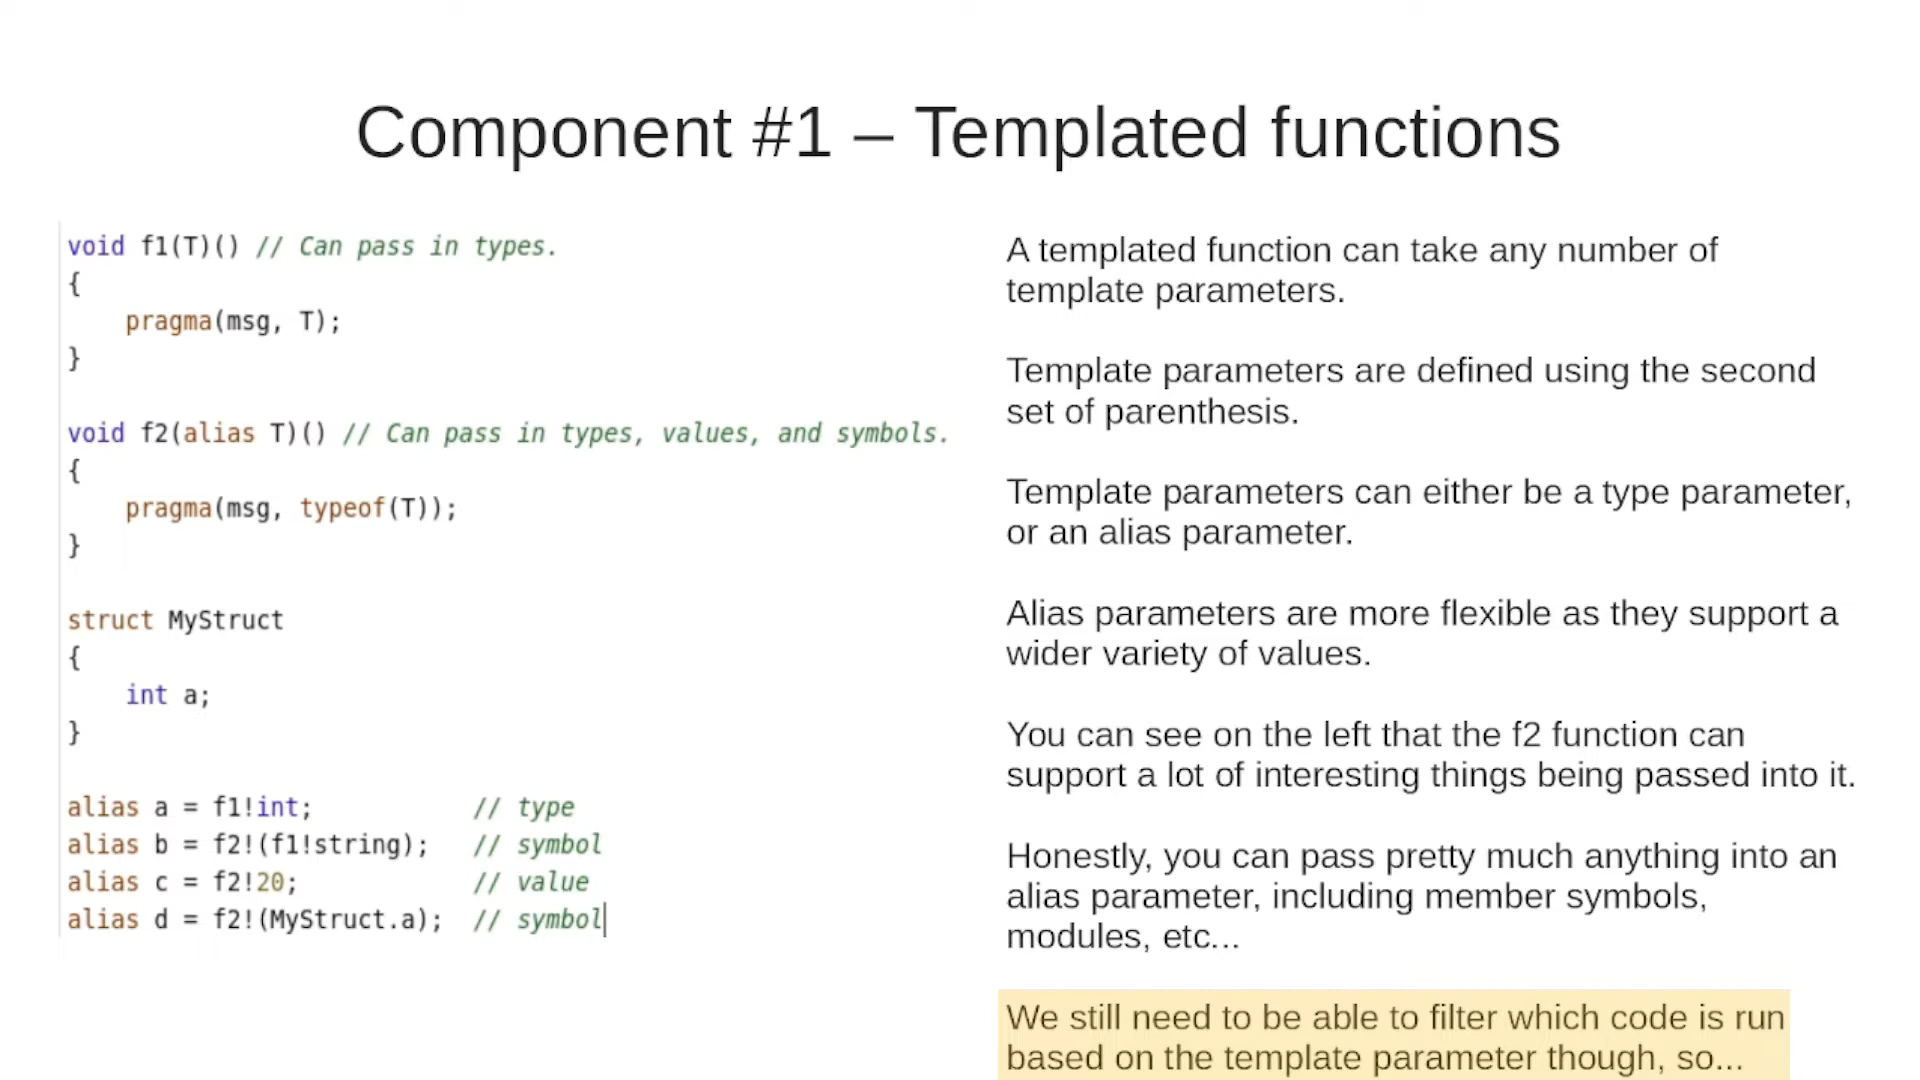 Component #1 – Templated functions
void f1(T)() // Can pass in types.
{
    pragma(msg, T);
}
void f2(alias T)() // Can pass in types, values, and symbols.
{
    pragma(msg, typeof(T));
}
struct MyStruct
{
    int a;
}
alias a = f1!int;           // type
alias b = f2!(f1!string);   // symbol
alias c = f2!20;            // value
alias d = f2!(MyStruct.a);  // symbol
A templated function can take any number of
template parameters.
Template parameters are defined using the second
set of parenthesis.
Template parameters can either be a type parameter,
or an alias parameter.
Alias parameters are more flexible as they support a
wider variety of values.
You can see on the left that the f2 function can
support a lot of interesting things being passed into it.
Honestly, you can pass pretty much anything into an
alias parameter, including member symbols,
modules, etc...
We still need to be able to filter which code is run
based on the template parameter though, so...